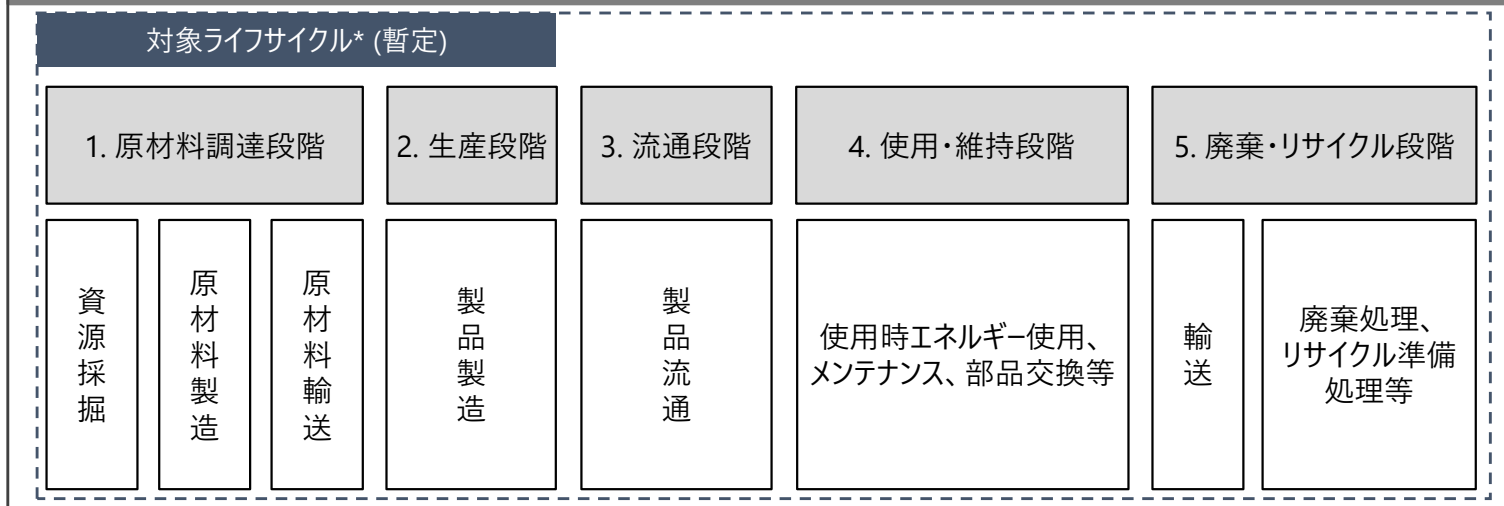 対象ライフサイクル* (暫定)
1. 原材料調達段階
2. 生産段階
3. 流通段階
4. 使用・維持段階
5. 廃棄・リサイクル段階
資源採掘
原材料製造
原材料輸送
製品製造
製品流通
使用時エネルギー使用、
メンテナンス、部品交換等
輸送
廃棄処理、
リサイクル準備
処理等